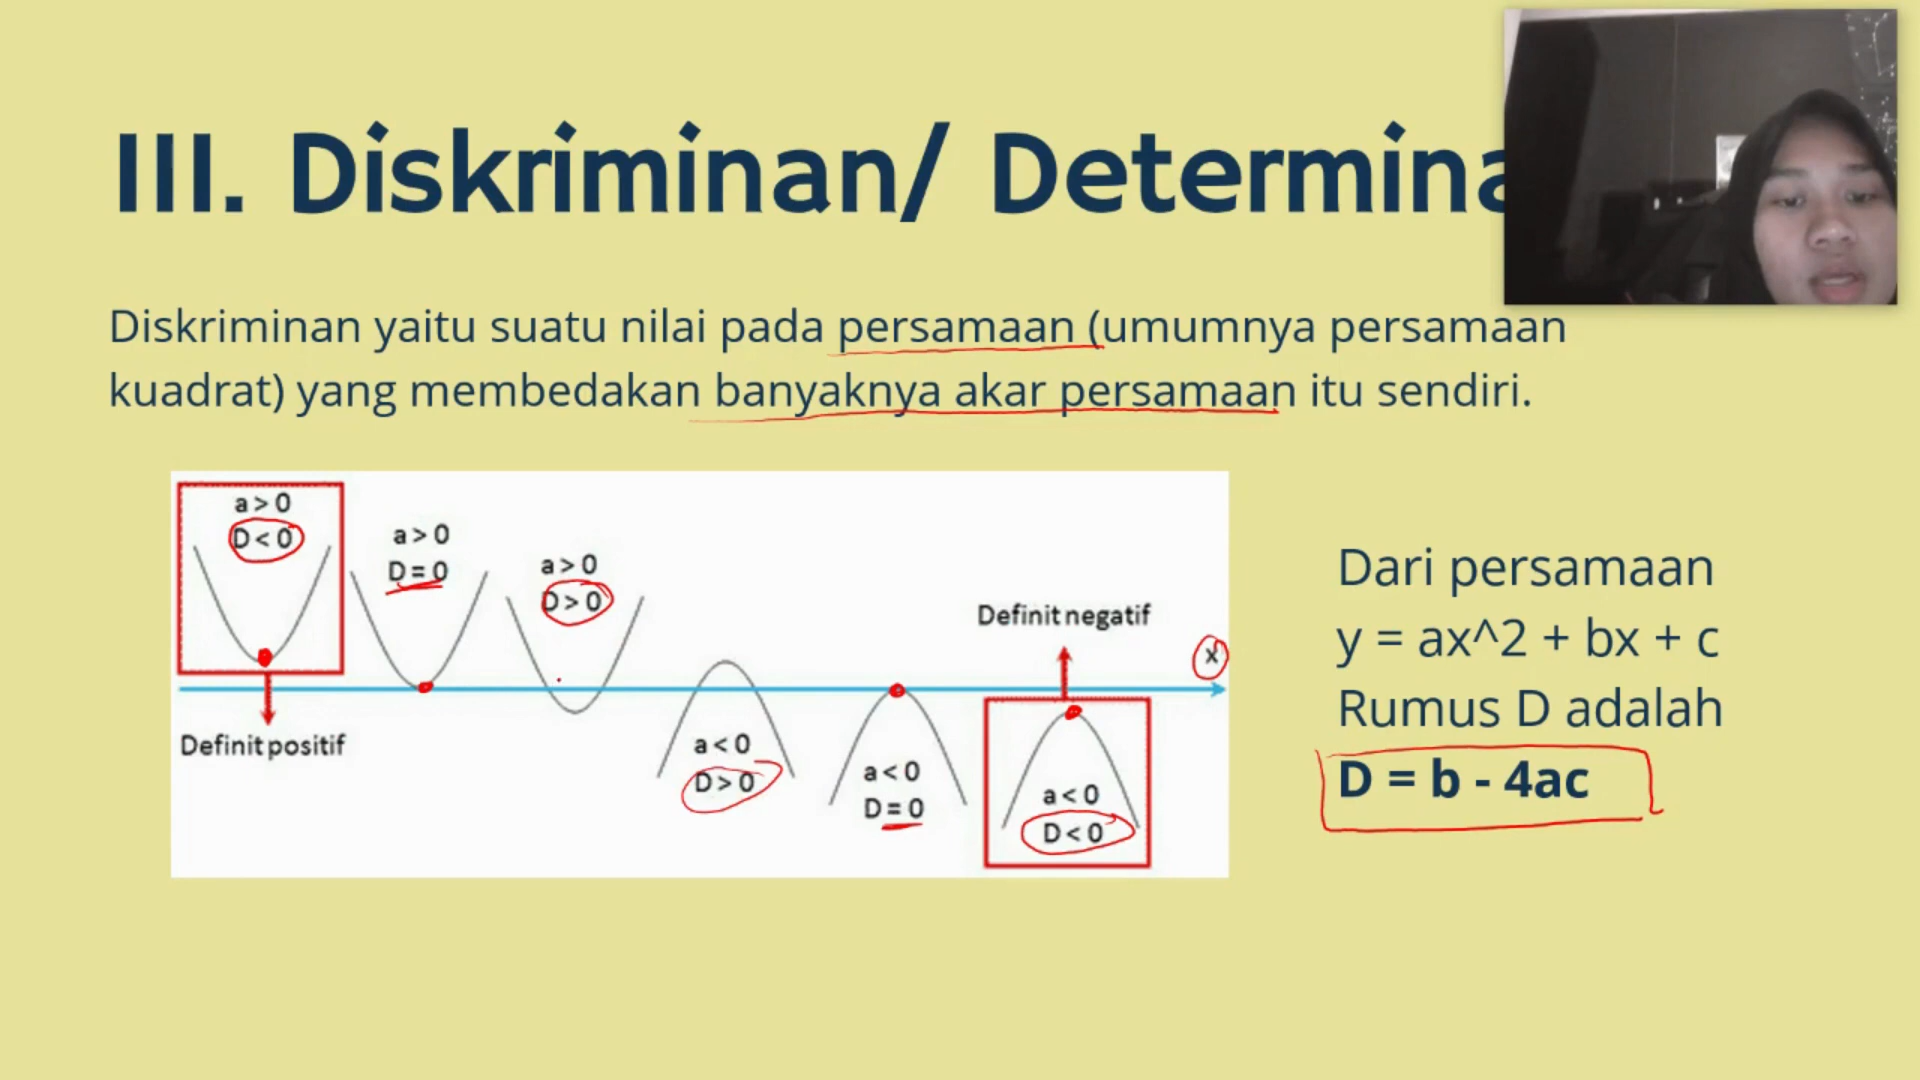 III. Diskriminan/ Determina
Diskriminan yaitu suatu nilai pada persamaan (umumnya persamaan
kuadrat) yang membedakan banyaknya akar persamaan itu sendiri.
a > 0
D < 0
a > 0
D = 0
a > 0
D > 0
Definit positif
a < 0
D > 0
a < 0
D = 0
Definit negatif
a < 0
D < 0
x
Dari persamaan
y = ax^2 + bx + c
Rumus D adalah
D = b - 4ac